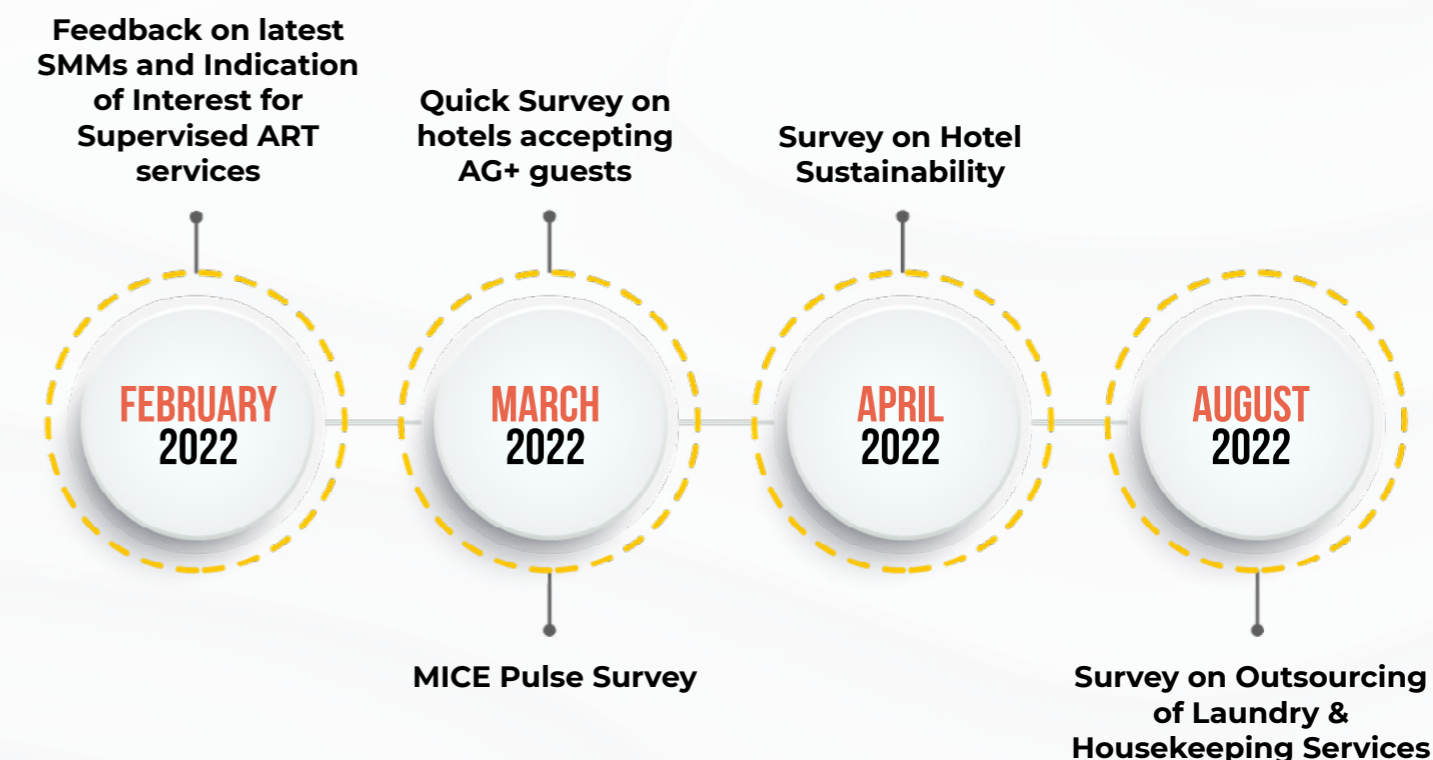 Feedback on latest
SMMs and Indication
of Interest for
Supervised ART
services
Quick Survey on
hotels accepting
AG+ guests
Survey on Hotel
Sustainability
FEBRUARY
2022
MARCH
2022
APRIL
2022
AUGUST
2022
MICE Pulse Survey
Survey on Outsourcing
of Laundry &
Housekeeping Services